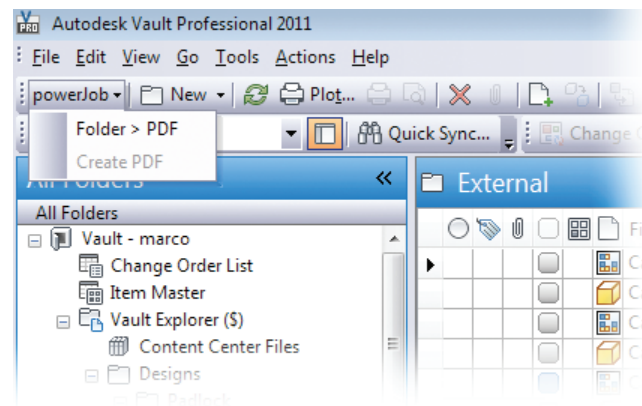 Autodesk Vault Professional 2011
File Edit View Go Tools Actions Help
powerJob New Plot...
Folder > PDF
Quick Sync... Change
Create PDF
All Folders
External
All Folders
Vault - marco
Change Order List
Item Master
Vault Explorer ($)
Content Center Files
Designs
Padlock